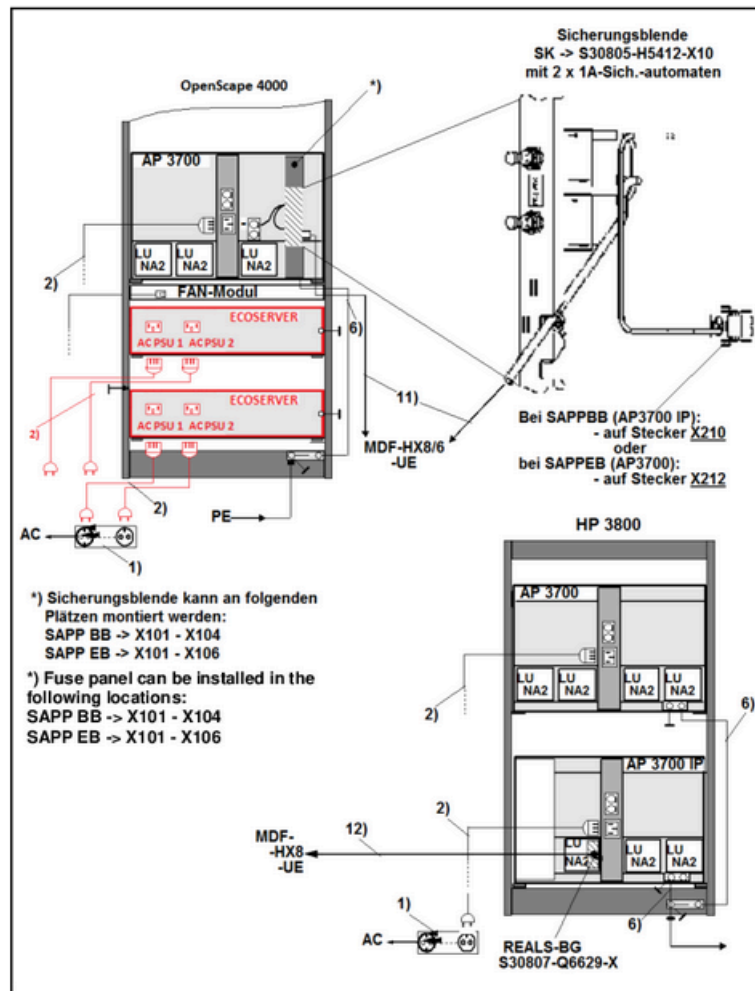 Sicherungsblende
SK -> S30805-H5412-X10
mit 2 x 1A-Sich.-automaten
OpenScape 4000
*)
AP 3700
LU
NA2
LU
NA2
LU
NA2
2)
FAN-Modul
6)
ECOSERVER
AC PSU 1
AC PSU 2
ECOSERVER
AC PSU 1
AC PSU 2
2)
11)
MDF-HX8/6
-UE
2)
PE
AC
1)
Bei SAPPBB (AP3700 IP):
- auf Stecker X210
oder
bei SAPPEB (AP3700):
- auf Stecker X212
*) Sicherungsblende kann an folgenden
Plätzen montiert werden:
SAPP BB -> X101 - X104
SAPP EB -> X101 - X106
*) Fuse panel can be installed in the
following locations:
SAPP BB -> X101 - X104
SAPP EB -> X101 - X106
HP 3800
AP 3700
LU
NA2
LU
NA2
LU
NA2
LU
NA2
2)
6)
AP 3700 IP
LU
NA2
LU
NA2
LU
NA2
2)
12)
MDF-
-HX8
-UE
1)
AC
6)
REALS-BG
S30807-Q6629-X